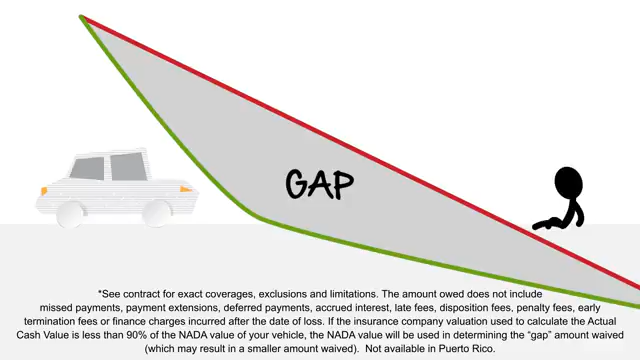 GAP
*See contract for exact coverages, exclusions and limitations. The amount owed does not include
missed payments, payment extensions, deferred payments, accrued interest, late fees, disposition fees, penalty fees, early
termination fees or finance charges incurred after the date of loss. If the insurance company valuation used to calculate the Actual
Cash Value is less than 90% of the NADA value of your vehicle, the NADA value will be used in determining the “gap” amount waived
(which may result in a smaller amount waived). Not available in Puerto Rico.